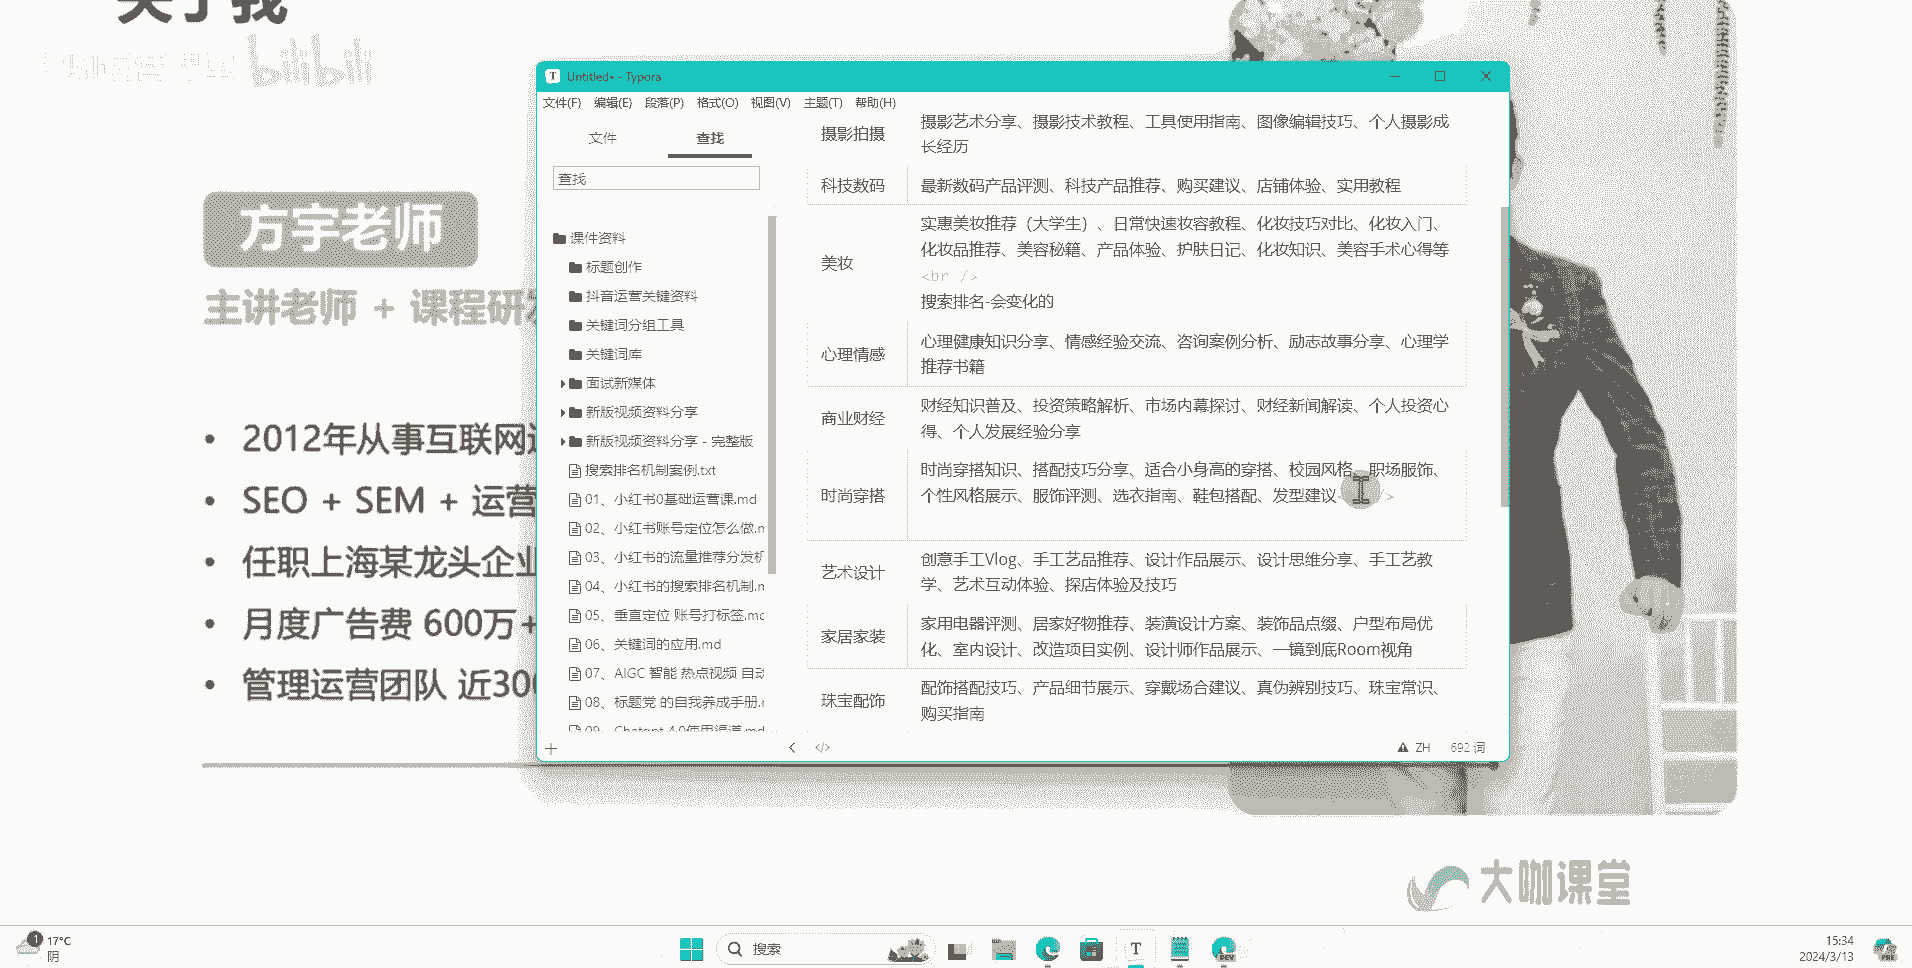 关于我
bilibili
方宇老师
主讲老师 + 课程研发
2012年从事互联网
SEO + SEM + 运营
任职上海某龙头企业
月度广告费 600万+
管理运营团队 近300
大咖课堂
Untitled• - Typora
文件(F) 编辑(E) 段落(P) 格式(O) 视图(V) 主题(T) 帮助(H)
文件 查找
查找
课件资料
标题创作
抖音运营关键资料
关键词分组工具
关键词库
面试新媒体
新版视频资料分享
新版视频资料分享 - 完整版
搜索排名机制案例.txt
01、小红书0基础运营课.md
02、小红书账号定位怎么做.m
03、小红书的流量推荐分发机
04、小红书的搜索排名机制.m
05、垂直定位 账号打标签.md
06、关键词的应用.md
07、AIGC 智能 热点视频 自动
08、标题党 的自我养成手册.m
09、Chatgpt 4.0使用渠道.md
摄影拍摄
摄影艺术分享、摄影技术教程、工具使用指南、图像编辑技巧、个人摄影成
长经历
科技数码
最新数码产品评测、科技产品推荐、购买建议、店铺体验、实用教程
美妆
实惠美妆推荐（大学生）、日常快速妆容教程、化妆技巧对比、化妆入门、
化妆品推荐、美容秘籍、产品体验、护肤日记、化妆知识、美容手术心得等
<br />
搜索排名-会变化的
心理情感
心理健康知识分享、情感经验交流、咨询案例分析、励志故事分享、心理学
推荐书籍
商业财经
财经知识普及、投资策略解析、市场内幕探讨、财经新闻解读、个人投资心
得、个人发展经验分享
时尚穿搭
时尚穿搭知识、搭配技巧分享、适合小身高的穿搭、校园风格、职场服饰、
个性风格展示、服饰评测、选衣指南、鞋包搭配、发型建议 />
艺术设计
创意手工Vlog、手工艺品推荐、设计作品展示、设计思维分享、手工艺教
学、艺术互动体验、探店体验及技巧
家居家装
家用电器评测、居家好物推荐、装潢设计方案、装饰品点缀、户型布局优
化、室内设计、改造项目实例、设计师作品展示、一镜到底Room视角
珠宝配饰
配饰搭配技巧、产品细节展示、穿戴场合建议、真伪辨别技巧、珠宝常识、
购买指南
</> ZH 692 词
1 17°C
阴
搜索
T
DEV
15:34
2024/3/13
PRE